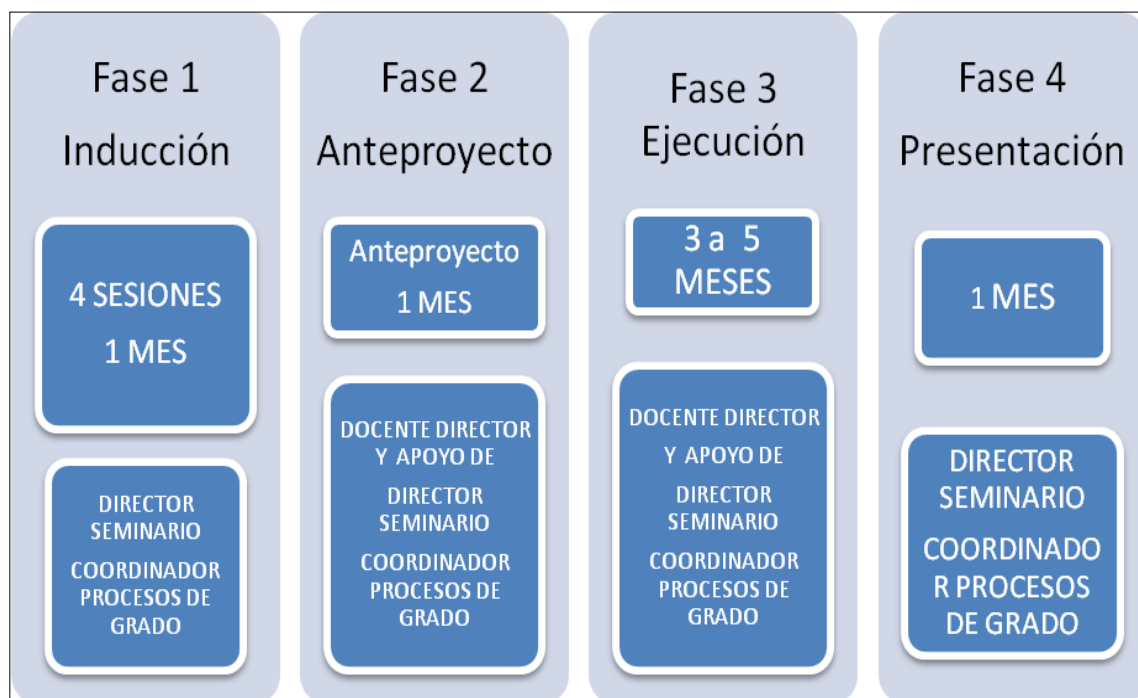 Fase 1
Inducción
4 SESIONES
1 MES
DIRECTOR
SEMINARIO
COORDINADOR
PROCESOS DE
GRADO
Fase 2
Anteproyecto
Anteproyecto
1 MES
DOCENTE DIRECTOR
Y APOYO DE
DIRECTOR
SEMINARIO
COORDINADOR
PROCESOS DE
GRADO
Fase 3
Ejecución
3 a 5
MESES
DOCENTE DIRECTOR
Y APOYO DE
DIRECTOR
SEMINARIO
COORDINADOR
PROCESOS DE
GRADO
Fase 4
Presentación
1 MES
DIRECTOR
SEMINARIO
COORDINADO
R PROCESOS
DE GRADO